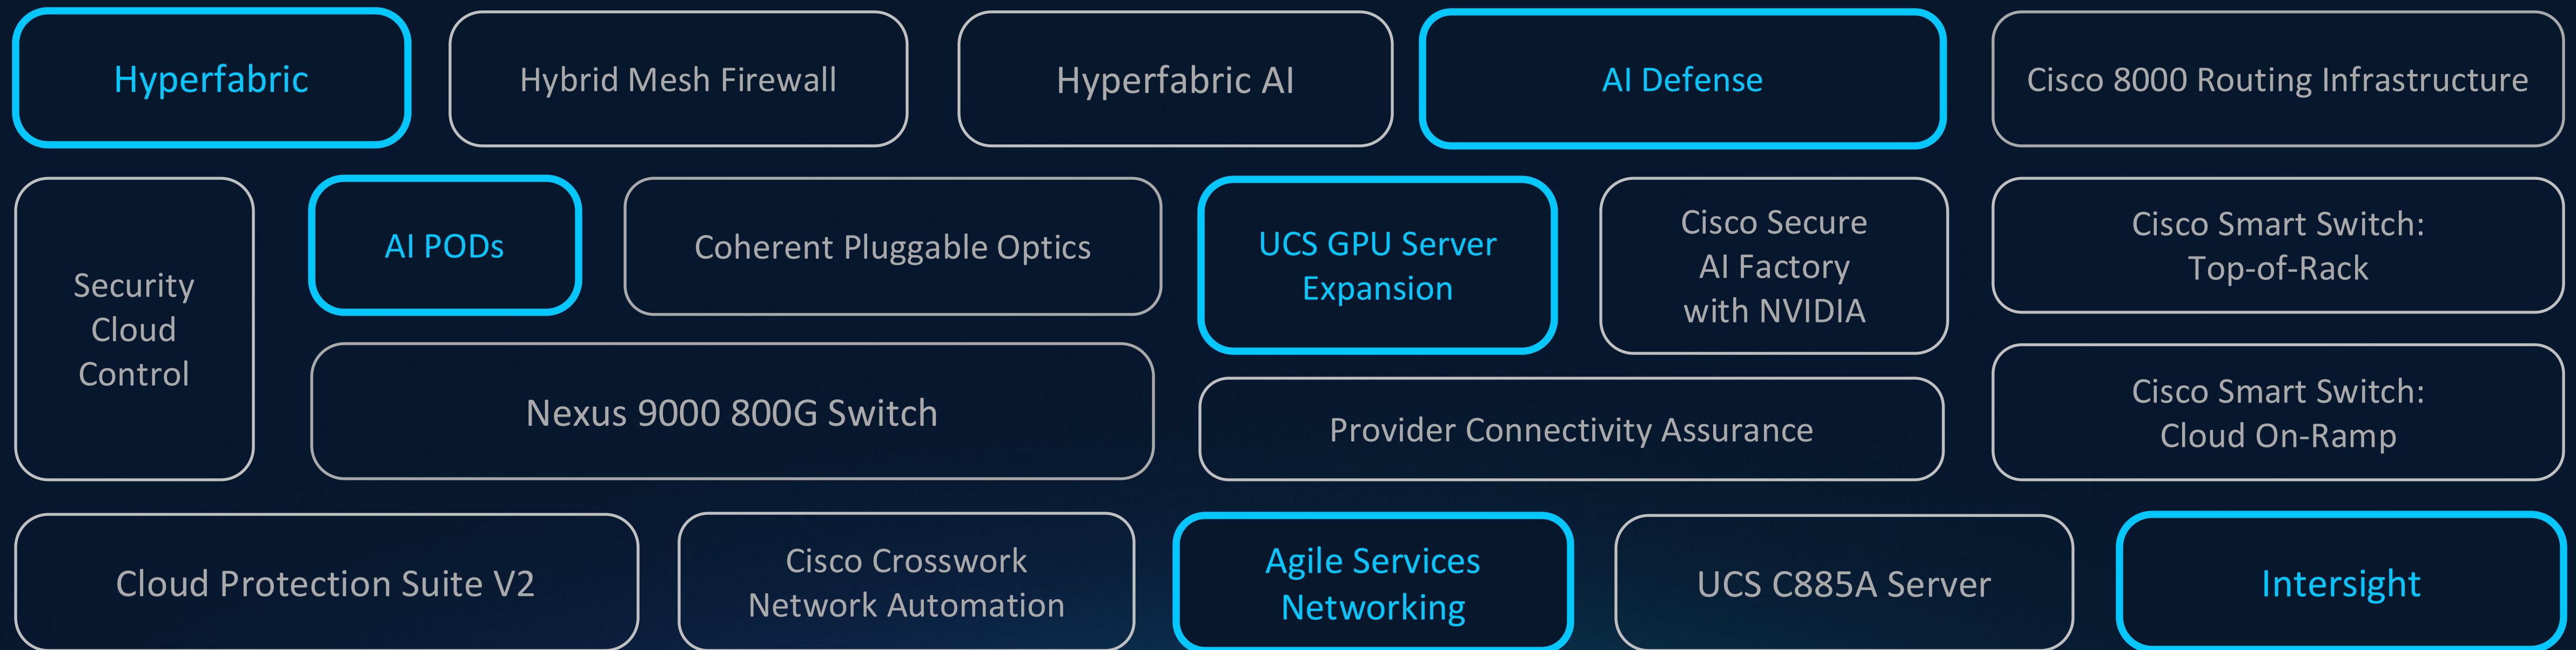 Hyperfabric
Hybrid Mesh Firewall
Hyperfabric AI
AI Defense
Cisco 8000 Routing Infrastructure
Security
Cloud
Control
AI PODs
Coherent Pluggable Optics
UCS GPU Server
Expansion
Cisco Secure
AI Factory
with NVIDIA
Cisco Smart Switch:
Top-of-Rack
Nexus 9000 800G Switch
Provider Connectivity Assurance
Cisco Smart Switch:
Cloud On-Ramp
Cloud Protection Suite V2
Cisco Crosswork
Network Automation
Agile Services
Networking
UCS C885A Server
Intersight